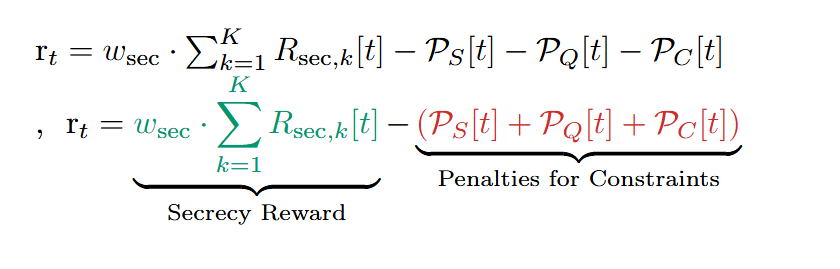 r_t = w_sec · ∑_{k=1}^{K} R_{sec,k}[t] − 𝒫_S[t] − 𝒫_Q[t] − 𝒫_C[t]
, r_t = w_sec · ∑_{k=1}^{K} R_{sec,k}[t] − (𝒫_S[t] + 𝒫_Q[t] + 𝒫_C[t])
Penalties for Constraints
Secrecy Reward